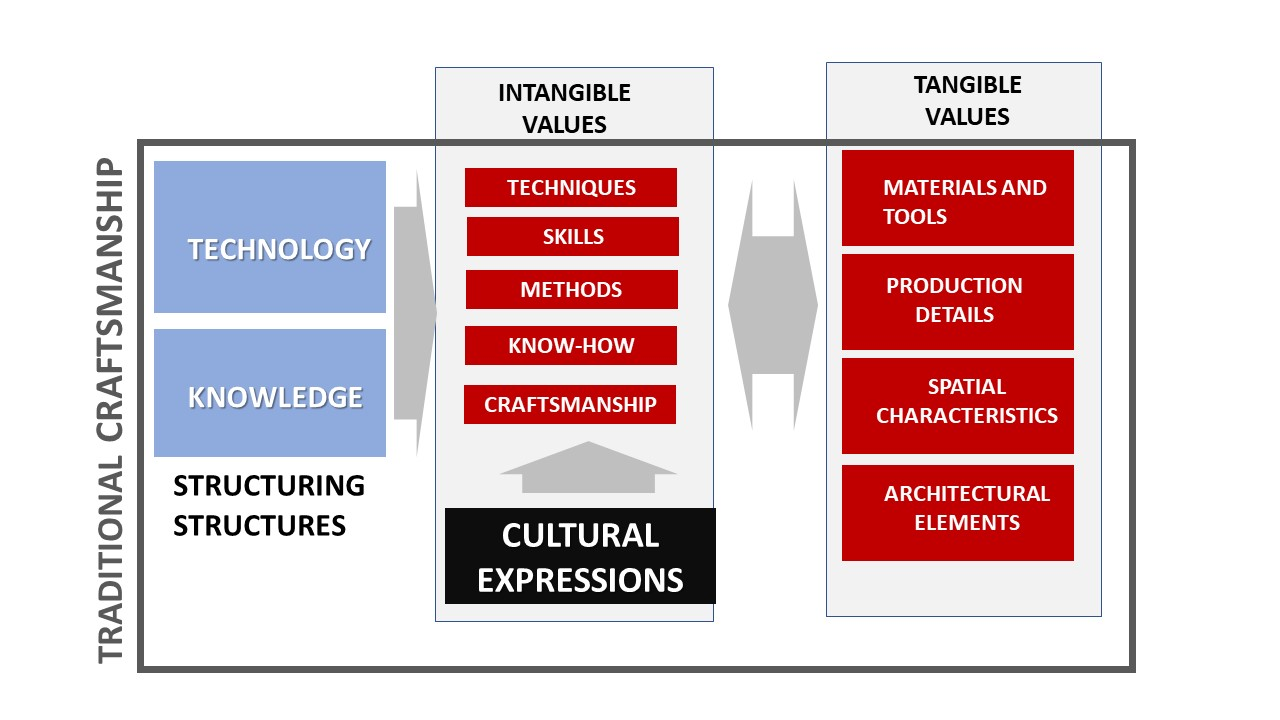 TRADITIONAL CRAFTSMANSHIP
TECHNOLOGY
KNOWLEDGE
STRUCTURING
STRUCTURES
INTANGIBLE
VALUES
TECHNIQUES
SKILLS
METHODS
KNOW-HOW
CRAFTSMANSHIP
CULTURAL
EXPRESSIONS
TANGIBLE
VALUES
MATERIALS AND
TOOLS
PRODUCTION
DETAILS
SPATIAL
CHARACTERISTICS
ARCHITECTURAL
ELEMENTS